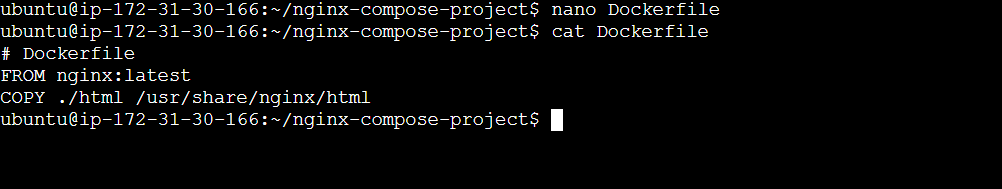 ubuntu@ip-172-31-30-166:~/nginx-compose-project$ nano Dockerfile
ubuntu@ip-172-31-30-166:~/nginx-compose-project$ cat Dockerfile
# Dockerfile
FROM nginx:latest
COPY ./html /usr/share/nginx/html
ubuntu@ip-172-31-30-166:~/nginx-compose-project$